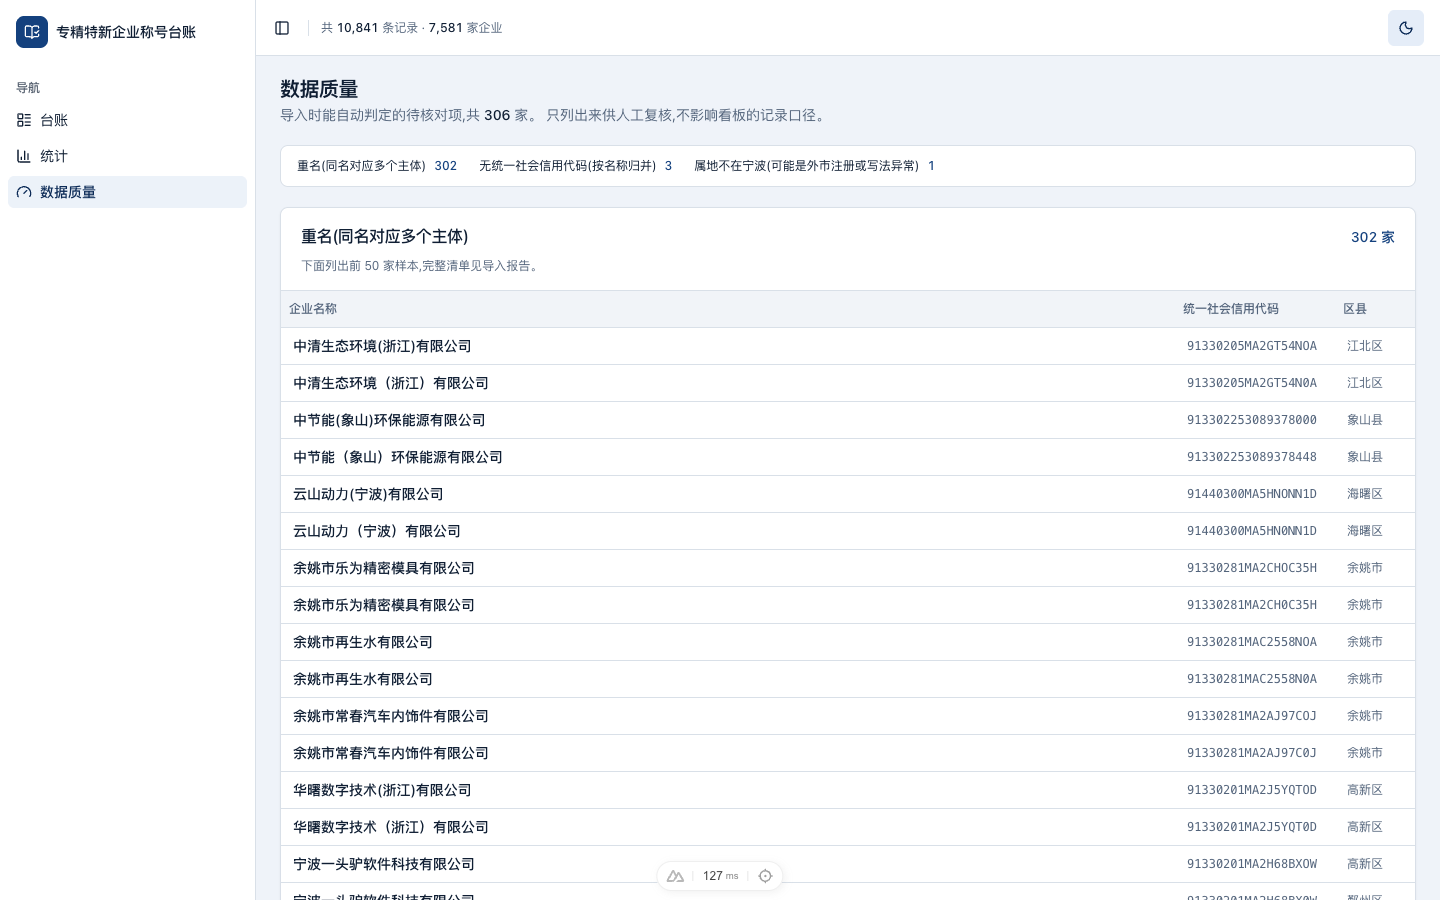 专精特新企业称号台账
共 10,841 条记录 · 7,581 家企业
导航
台账
统计
数据质量
数据质量
导入时能自动判定的待核对项,共 306 家。 只列出来供人工复核,不影响看板的记录口径。
重名(同名对应多个主体) 302 无统一社会信用代码(按名称归并) 3 属地不在宁波(可能是外市注册或写法异常) 1
重名(同名对应多个主体) 302 家
下面列出前 50 家样本,完整清单见导入报告。
企业名称 统一社会信用代码 区县
中清生态环境(浙江)有限公司 91330205MA2GT54NOA 江北区
中清生态环境（浙江）有限公司 91330205MA2GT54N0A 江北区
中节能(象山)环保能源有限公司 913302253089378000 象山县
中节能（象山）环保能源有限公司 913302253089378448 象山县
云山动力(宁波)有限公司 91440300MA5HNONN1D 海曙区
云山动力（宁波）有限公司 91440300MA5HN0NN1D 海曙区
余姚市乐为精密模具有限公司 91330281MA2CHOC35H 余姚市
余姚市乐为精密模具有限公司 91330281MA2CH0C35H 余姚市
余姚市再生水有限公司 91330281MAC2558NOA 余姚市
余姚市再生水有限公司 91330281MAC2558N0A 余姚市
余姚市常春汽车内饰件有限公司 91330281MA2AJ97COJ 余姚市
余姚市常春汽车内饰件有限公司 91330281MA2AJ97C0J 余姚市
华曙数字技术(浙江)有限公司 91330201MA2J5YQTOD 高新区
华曙数字技术（浙江）有限公司 91330201MA2J5YQT0D 高新区
宁波一头驴软件科技有限公司 91330201MA2H68BXOW 高新区
宁波一头驴软件科技有限公司 91330201MA2H68BX0W 鄞州区
127 ms